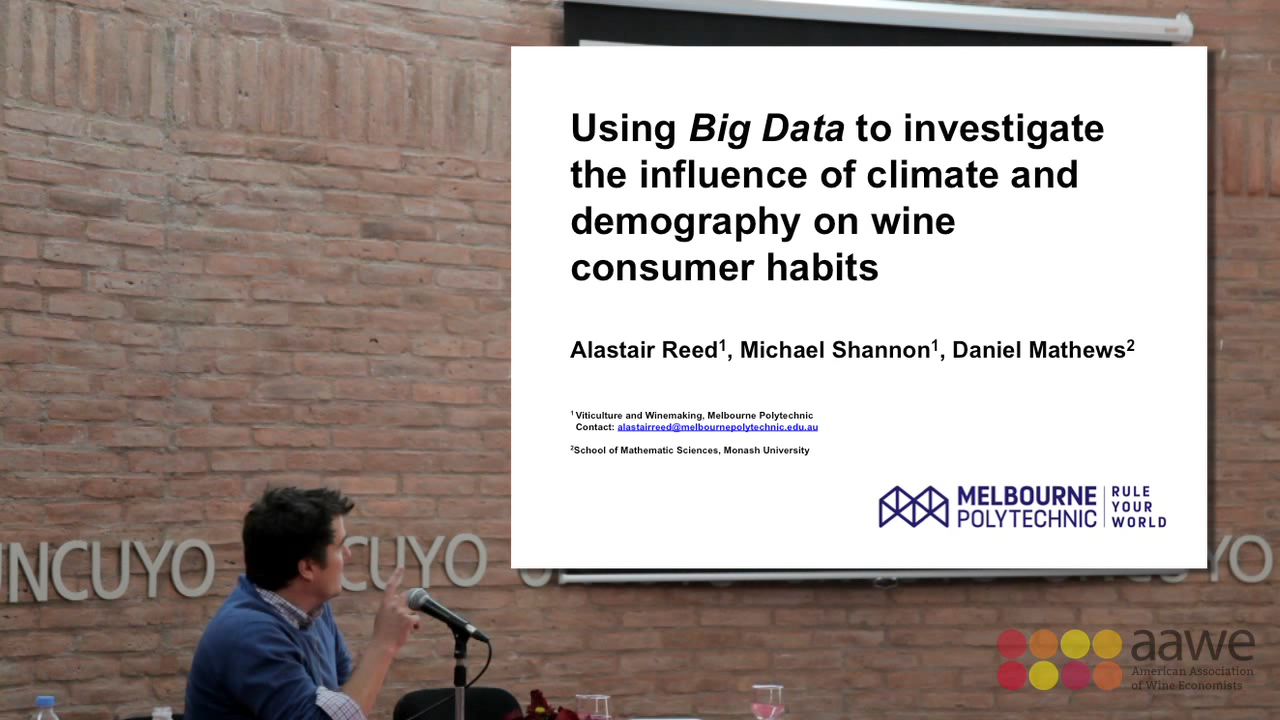 Using Big Data to investigate
the influence of climate and
demography on wine
consumer habits
Alastair Reed1, Michael Shannon1, Daniel Mathews2
1 Viticulture and Winemaking, Melbourne Polytechnic
Contact: alastairreed@melbournepolytechnic.edu.au
2School of Mathematic Sciences, Monash University
MELBOURNE
POLYTECHNIC
RULE
YOUR
WORLD
UNCUYO
CUYO
U
YO
aawe
American Association
of Wine Economists